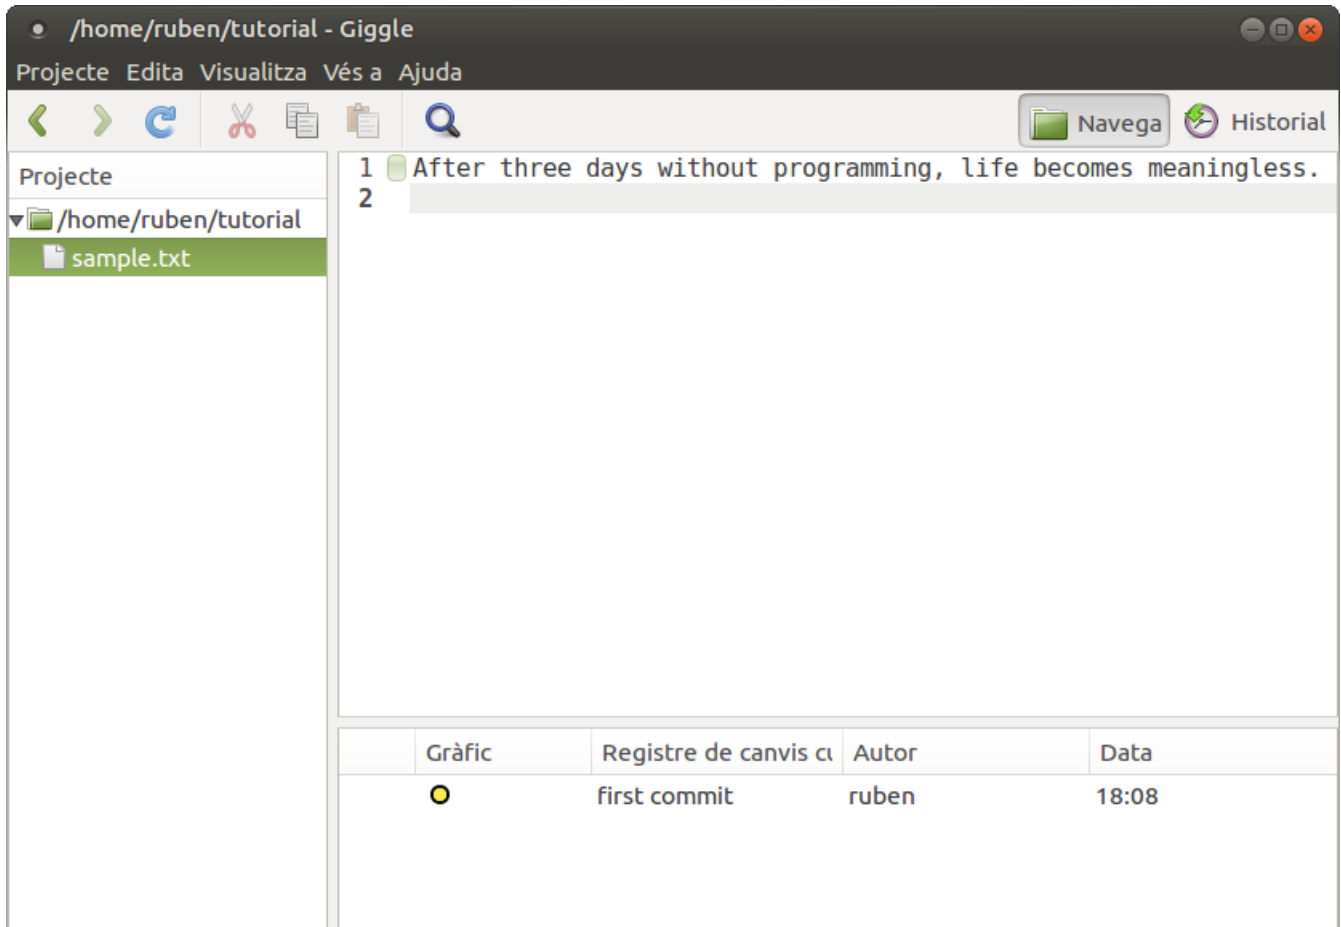 /home/ruben/tutorial - Giggle
Projecte Edita Visualitza Vés a Ajuda
Navega Historial
Projecte
/home/ruben/tutorial
sample.txt
1 After three days without programming, life becomes meaningless.
2
Gràfic Registre de canvis Autor Data
first commit ruben 18:08